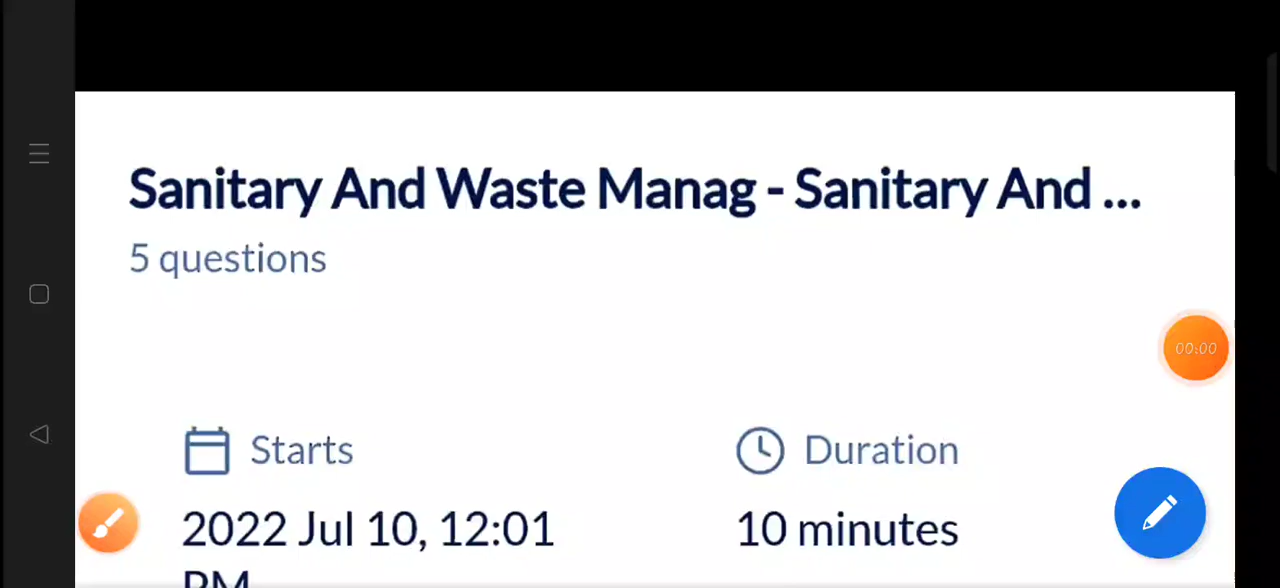 Sanitary And Waste Manag - Sanitary And ...
5 questions
00:00
Starts
Duration
2022 Jul 10, 12:01
10 minutes
PM